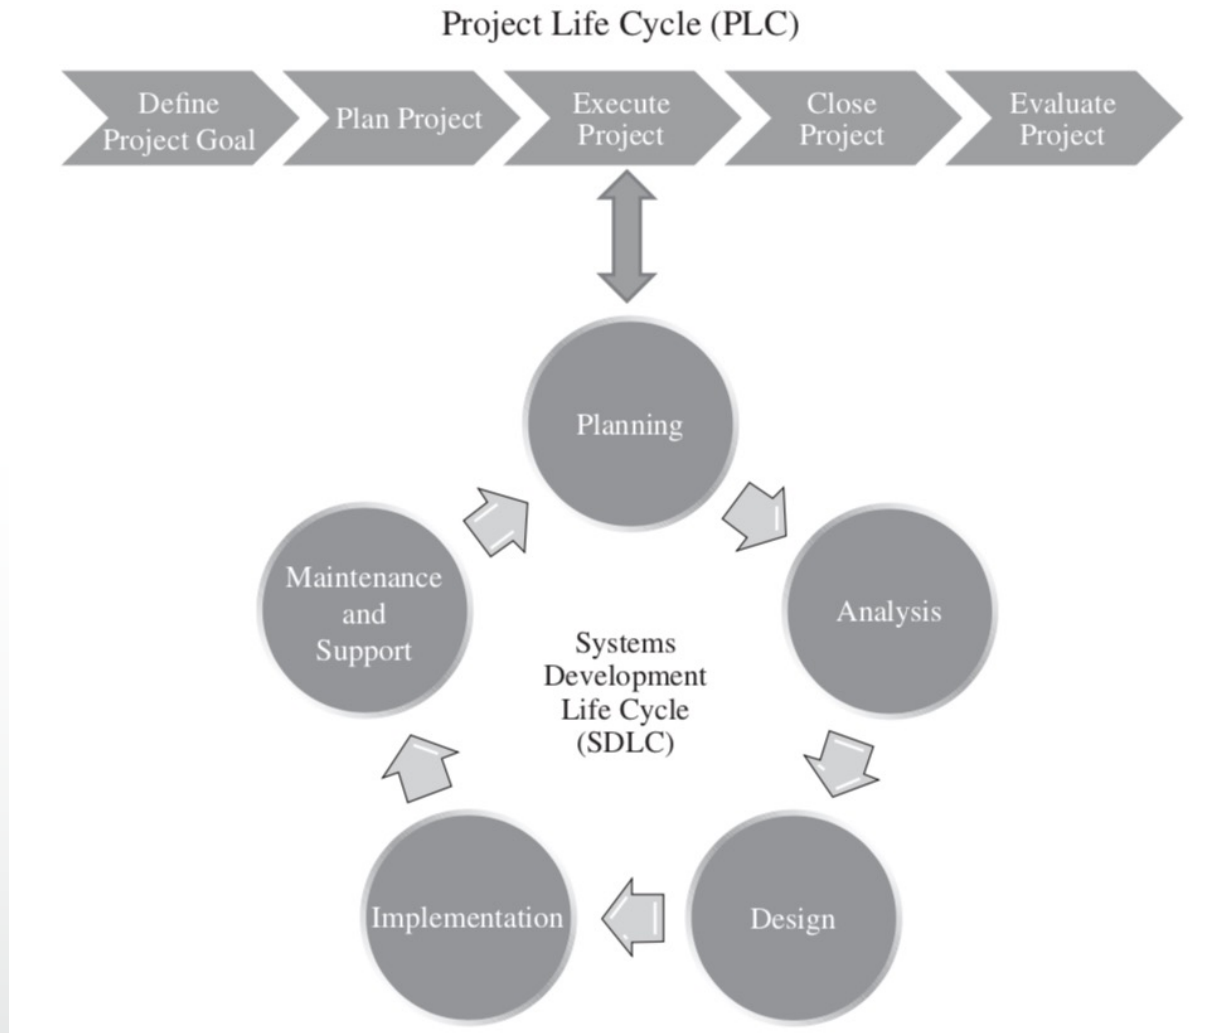 Project Life Cycle (PLC)
Define
Project Goal
Plan Project
Execute
Project
Close
Project
Evaluate
Project
Planning
Analysis
Design
Implementation
Maintenance
and
Support
Systems
Development
Life Cycle
(SDLC)